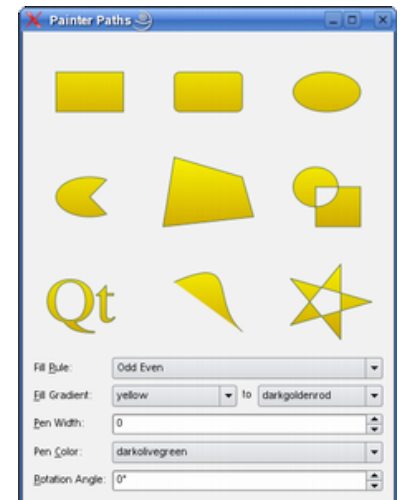 Painter Paths
Qt
Fill Rule: Odd Even
Fill Gradient: yellow to darkgoldenrod
Pen Width: 0
Pen Color: darkolivegreen
Rotation Angle: 0°